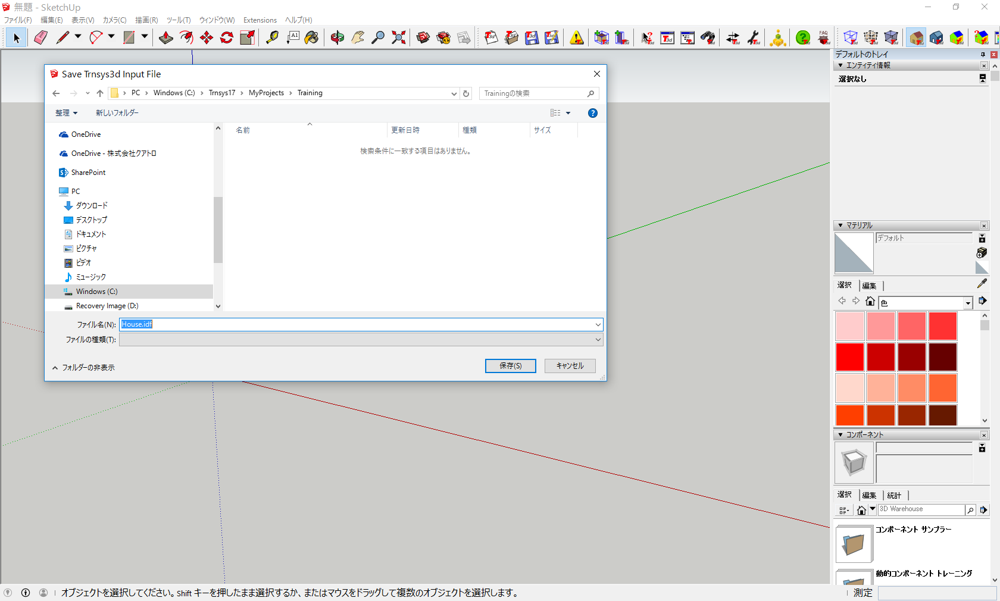 無題 - SketchUp
ファイル(F) 編集(E) 表示(V) カメラ(C) 描画(R) ツール(T) ウィンドウ(W) Extensions ヘルプ(H)
Save Trnsys3d Input File
PC › Windows (C:) › Trnsys17 › MyProjects › Training
Trainingの検索
整理 新しいフォルダー
名前 更新日時 種類 サイズ
検索条件に一致する項目はありません。
OneDrive
OneDrive - 株式会社クアトロ
SharePoint
PC
ダウンロード
デスクトップ
ドキュメント
ピクチャ
ビデオ
ミュージック
Windows (C:)
Recovery Image (D:)
ファイル名(N): House.idf
ファイルの種類(T):
フォルダーの非表示
保存(S) キャンセル
デフォルトのトレイ
エンティティ情報
選択なし
マテリアル
デフォルト
選択 編集
色
コンポーネント
選択 編集 統計
3D Warehouse
コンポーネント サンプラー
動的コンポーネント トレーニング
オブジェクトを選択してください。Shift キーを押したまま選択するか、またはマウスをドラッグして複数のオブジェクトを選択します。
測定